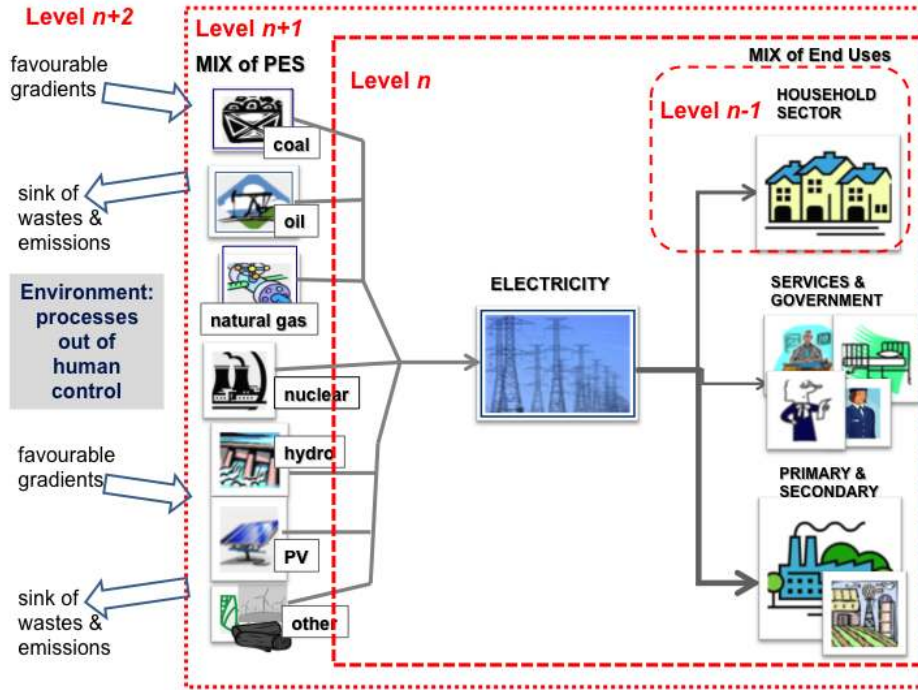 Level n+2
favourable
gradients
sink of
wastes &
emissions
Environment:
processes
out of
human
control
favourable
gradients
sink of
wastes &
emissions
Level n+1
MIX of PES
coal
oil
natural gas
nuclear
hydro
PV
other
Level n
ELECTRICITY
MIX of End Uses
Level n-1
HOUSEHOLD
SECTOR
SERVICES &
GOVERNMENT
PRIMARY &
SECONDARY